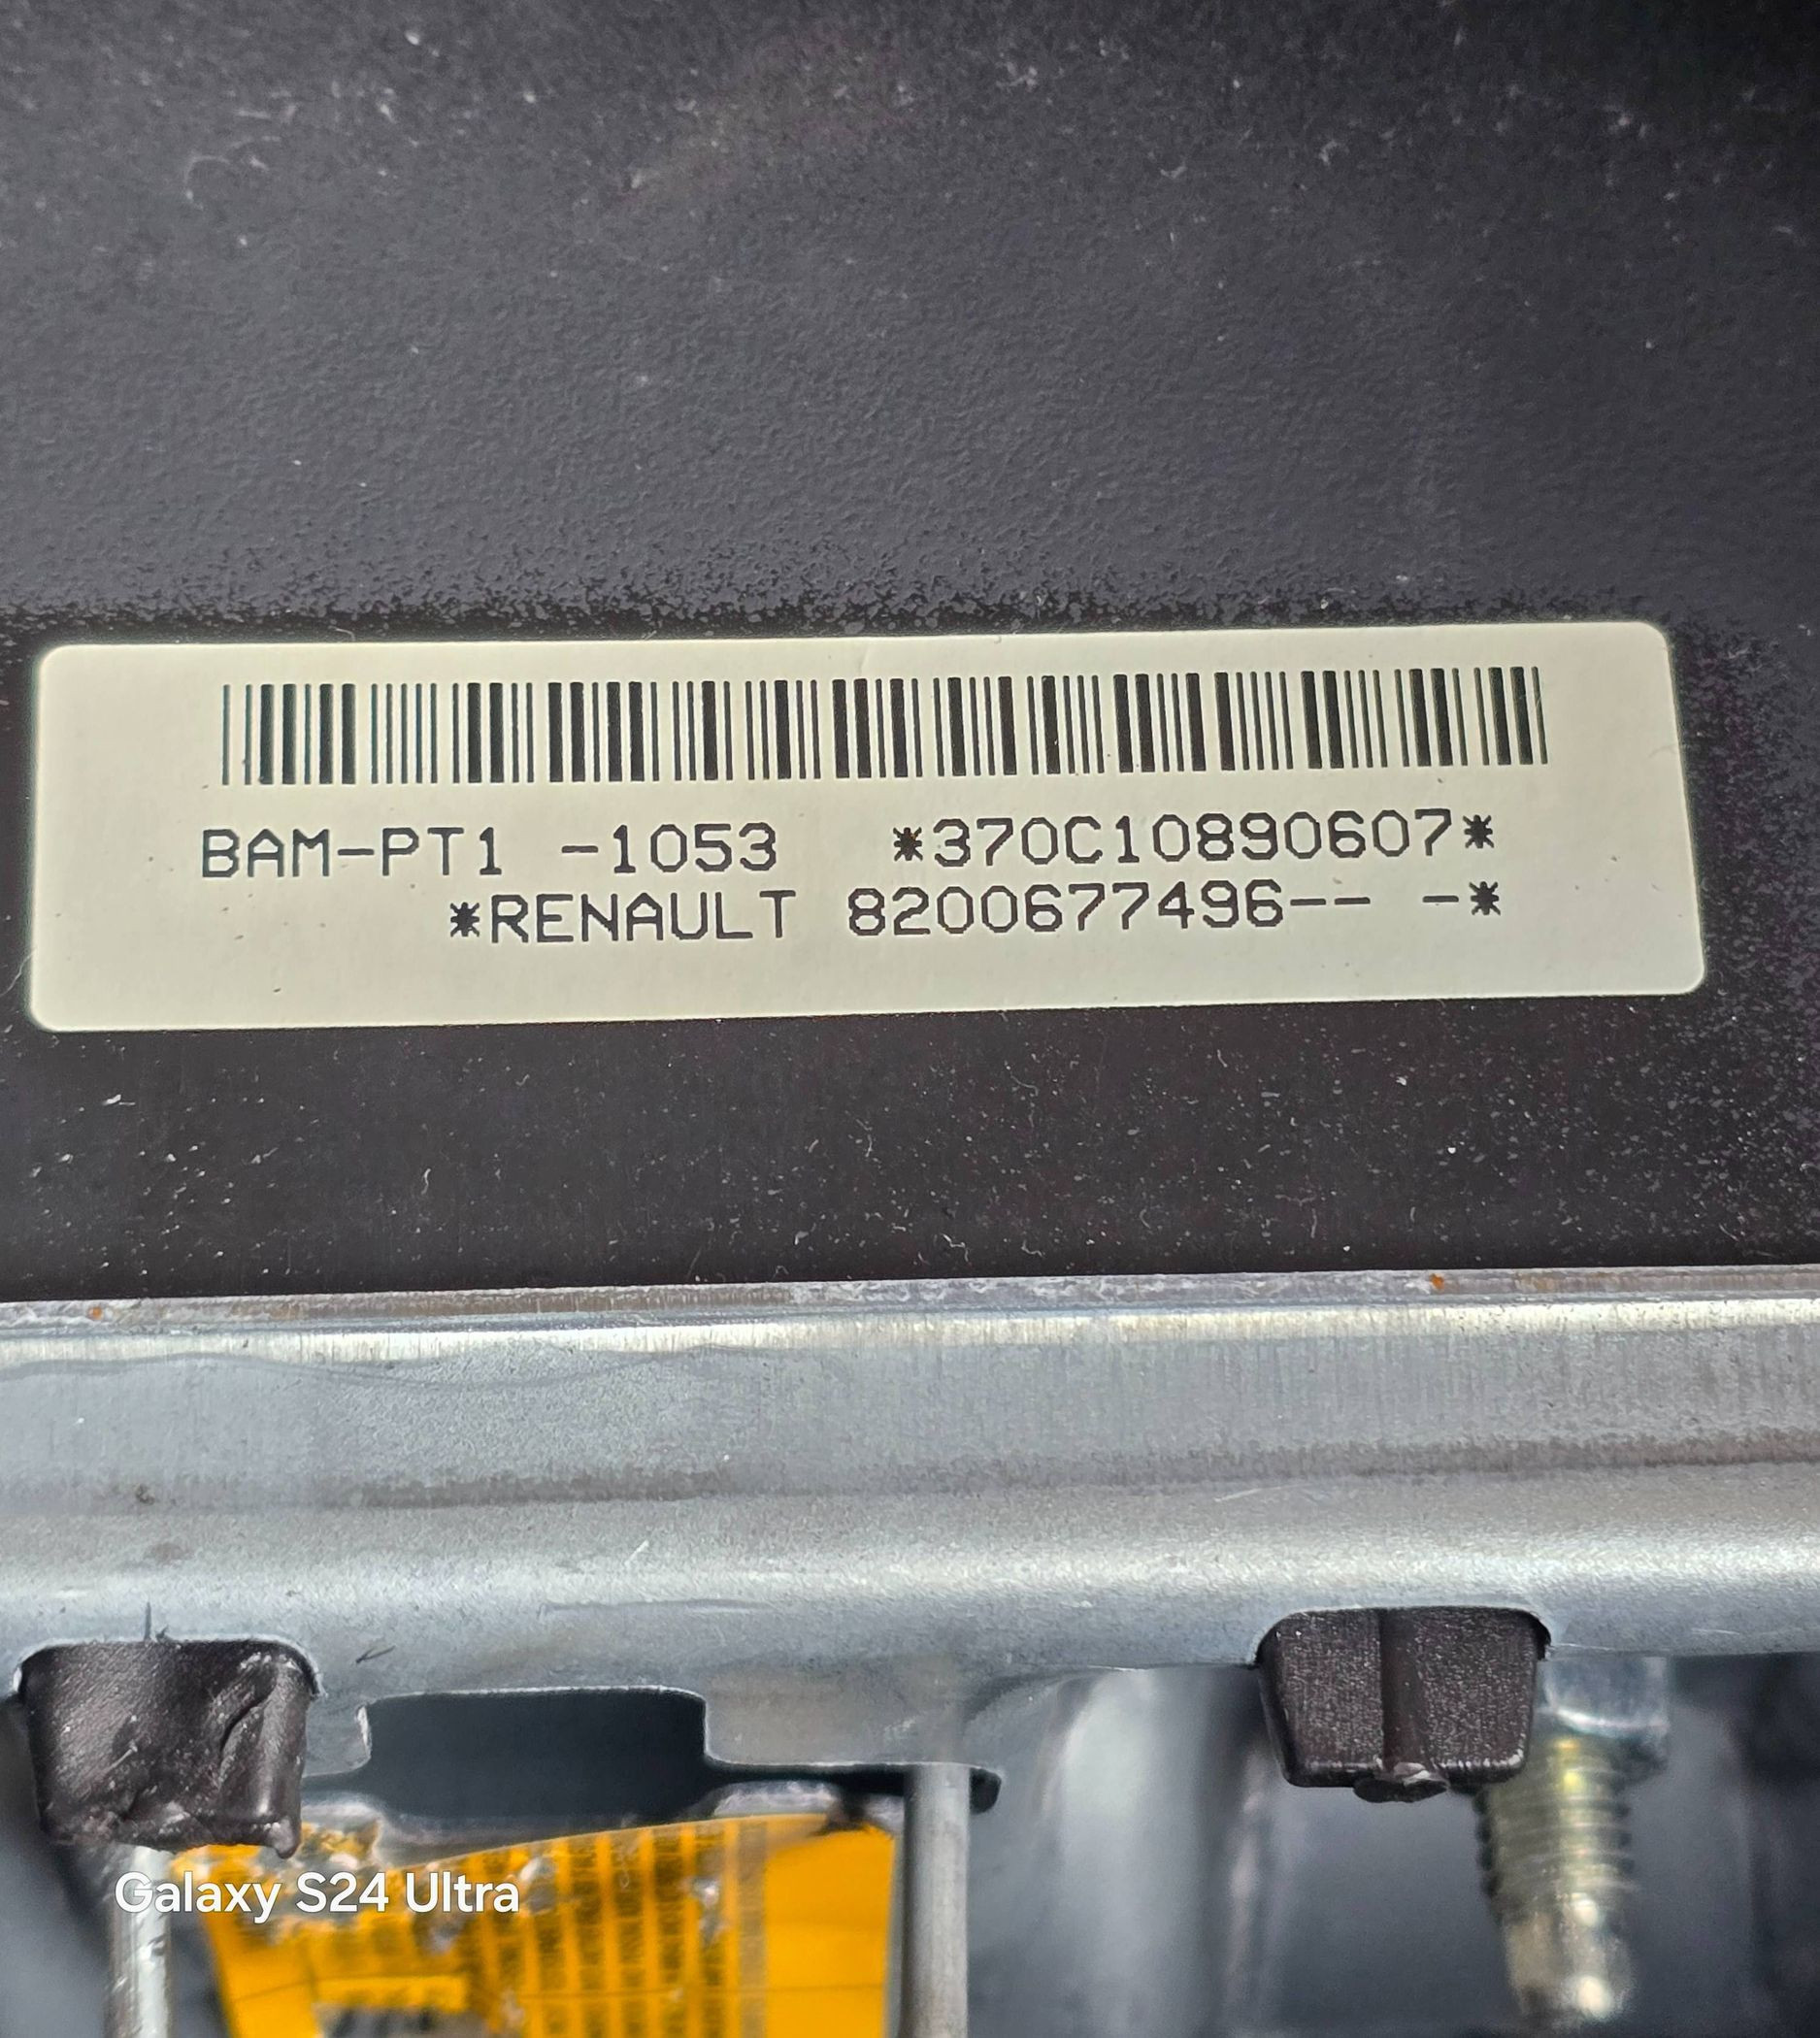 BAM-PT1 -1053 *370C10890607*
*RENAULT 8200677496-- -*
Galaxy S24 Ultra